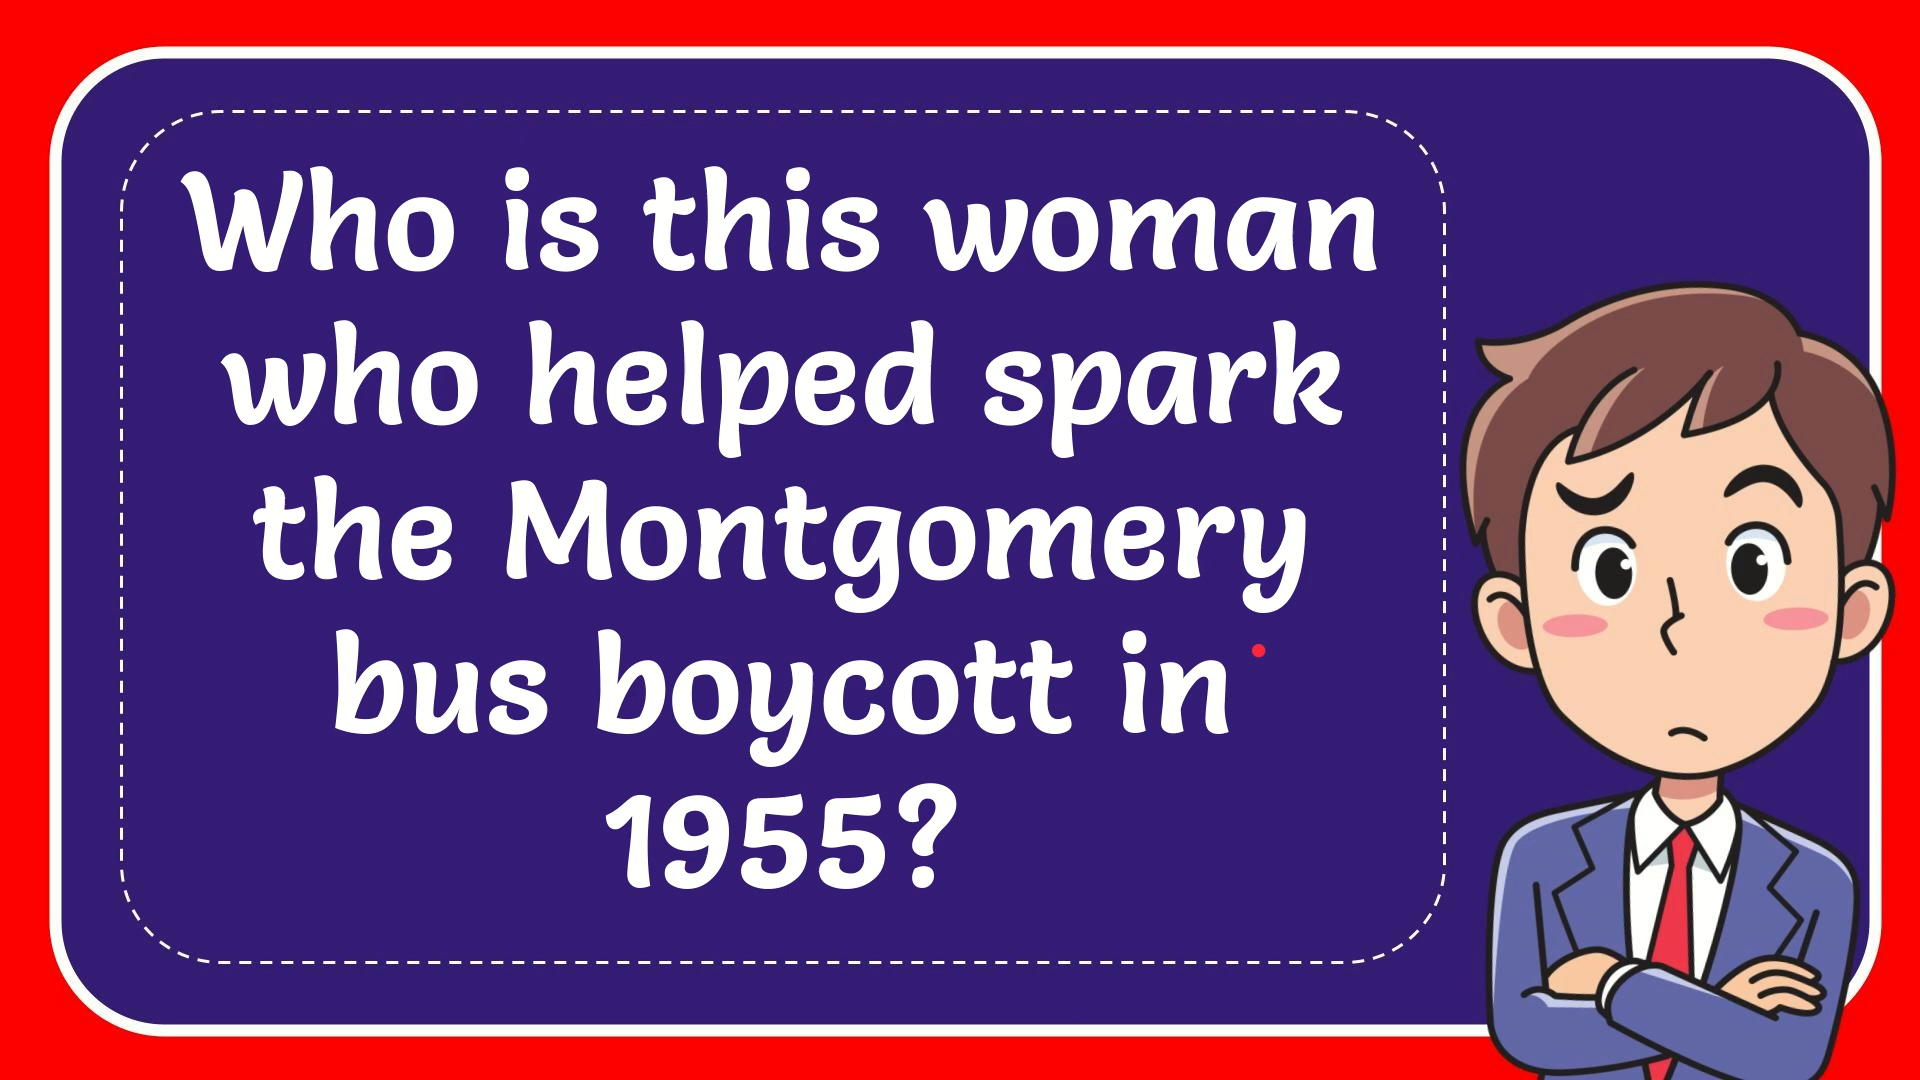 Who is this woman
who helped spark
the Montgomery
bus boycott in
1955?